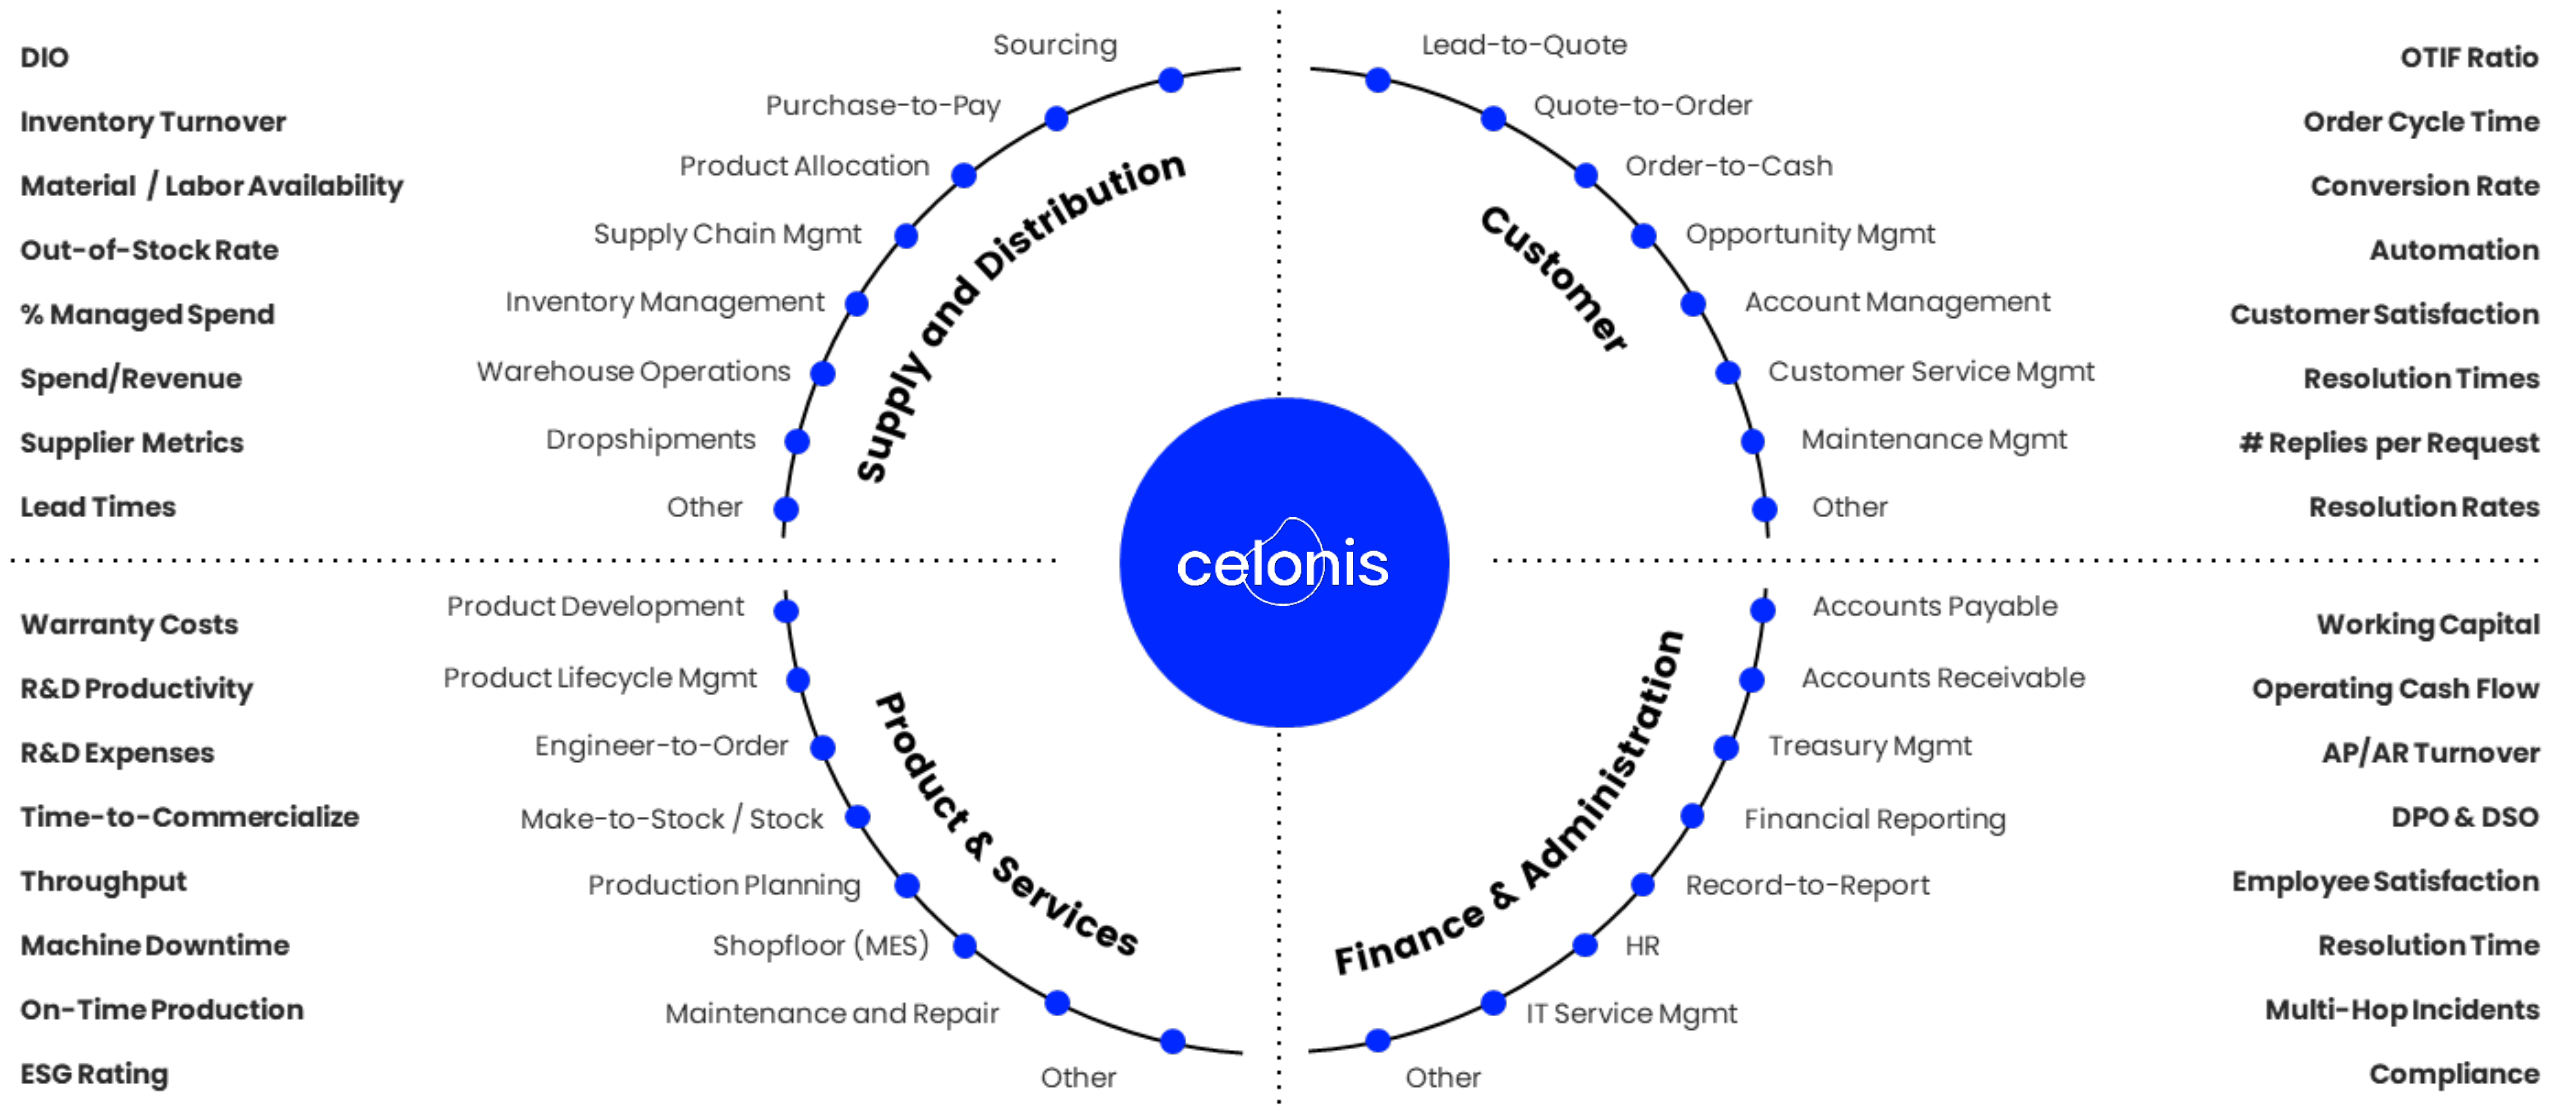 DIO
Inventory Turnover
Material / Labor Availability
Out-of-Stock Rate
% Managed Spend
Spend/Revenue
Supplier Metrics
Lead Times
Sourcing
Purchase-to-Pay
Product Allocation
Supply Chain Mgmt
Inventory Management
Warehouse Operations
Dropshipments
Other
Supply and Distribution
Lead-to-Quote
Quote-to-Order
Order-to-Cash
Opportunity Mgmt
Account Management
Customer Service Mgmt
Maintenance Mgmt
Other
Customer
OTIF Ratio
Order Cycle Time
Conversion Rate
Automation
Customer Satisfaction
Resolution Times
# Replies per Request
Resolution Rates
celonis
Warranty Costs
R&D Productivity
R&D Expenses
Time-to-Commercialize
Throughput
Machine Downtime
On-Time Production
ESG Rating
Product Development
Product Lifecycle Mgmt
Engineer-to-Order
Make-to-Stock / Stock
Production Planning
Shopfloor (MES)
Maintenance and Repair
Other
Product & Services
Accounts Payable
Accounts Receivable
Treasury Mgmt
Financial Reporting
Record-to-Report
HR
IT Service Mgmt
Other
Finance & Administration
Working Capital
Operating Cash Flow
AP/AR Turnover
DPO & DSO
Employee Satisfaction
Resolution Time
Multi-Hop Incidents
Compliance